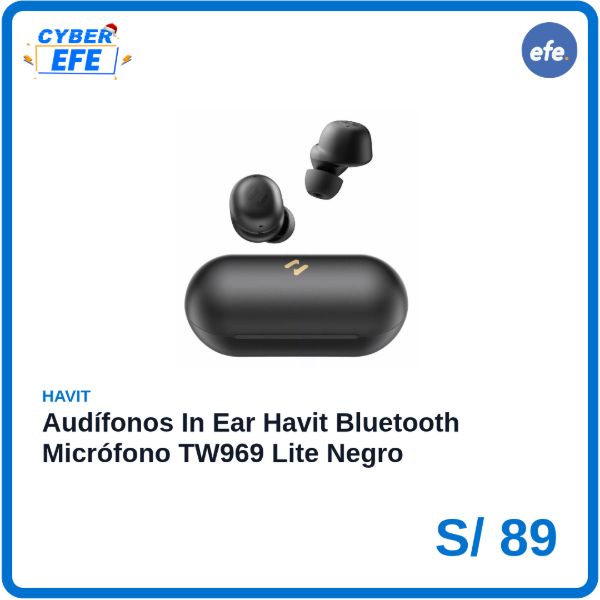 CYBER
EFE
efe.
HAVIT
Audífonos In Ear Havit Bluetooth
Micrófono TW969 Lite Negro
S/ 89